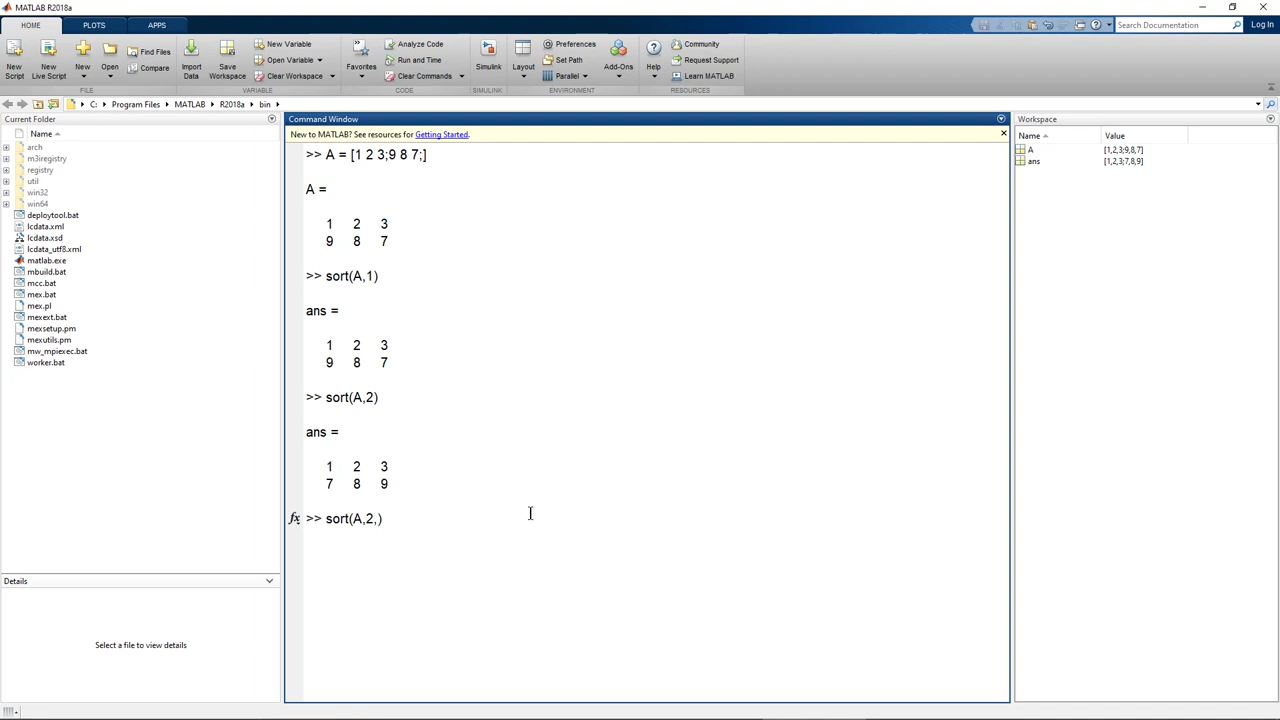 MATLAB R2018a
HOME PLOTS APPS Search Documentation Log In
New Script New Live Script New Open Find Files Compare Import Data Save Workspace New Variable Open Variable Clear Workspace Favorites Analyze Code Run and Time Clear Commands Simulink Layout Preferences Set Path Parallel Add-Ons Help Community Request Support Learn MATLAB
FILE VARIABLE CODE SIMULINK ENVIRONMENT RESOURCES
C: Program Files MATLAB R2018a bin
Current Folder
Name
arch
m3iregistry
registry
util
win32
win64
deploytool.bat
lcdata.xml
lcdata.xsd
lcdata_utf8.xml
matlab.exe
mbuild.bat
mcc.bat
mex.bat
mex.pl
mexext.bat
mexsetup.pm
mexutils.pm
mw_mpiexec.bat
worker.bat
Details
Select a file to view details
Command Window
New to MATLAB? See resources for Getting Started.
>> A = [1 2 3;9 8 7;]
A =
1 2 3
9 8 7
>> sort(A,1)
ans =
1 2 3
9 8 7
>> sort(A,2)
ans =
1 2 3
7 8 9
fx >> sort(A,2,)
Workspace
Name Value
A [1,2,3;9,8,7]
ans [1,2,3;7,8,9]